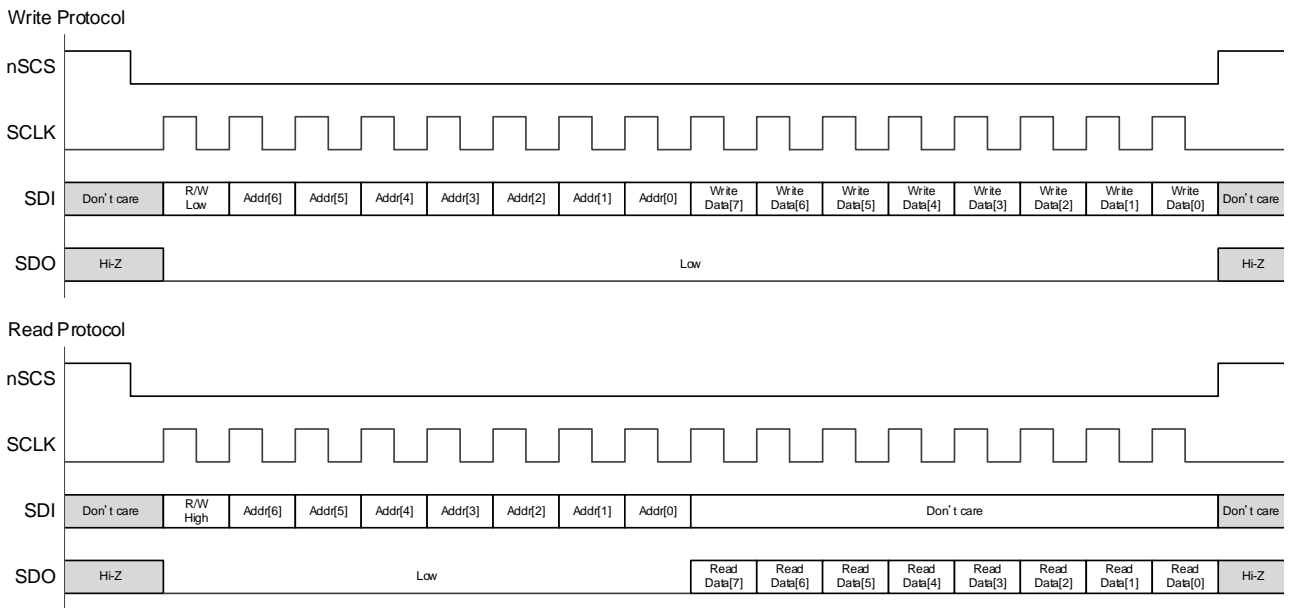 Write Protocol
nSCS
SCLK
SDI Don't care R/W Low Addr[6] Addr[5] Addr[4] Addr[3] Addr[2] Addr[1] Addr[0] Write Data[7] Write Data[6] Write Data[5] Write Data[4] Write Data[3] Write Data[2] Write Data[1] Write Data[0] Don't care
SDO Hi-Z Low Hi-Z
Read Protocol
nSCS
SCLK
SDI Don't care R/W High Addr[6] Addr[5] Addr[4] Addr[3] Addr[2] Addr[1] Addr[0] Don't care Don't care
SDO Hi-Z Low Read Data[7] Read Data[6] Read Data[5] Read Data[4] Read Data[3] Read Data[2] Read Data[1] Read Data[0] Hi-Z